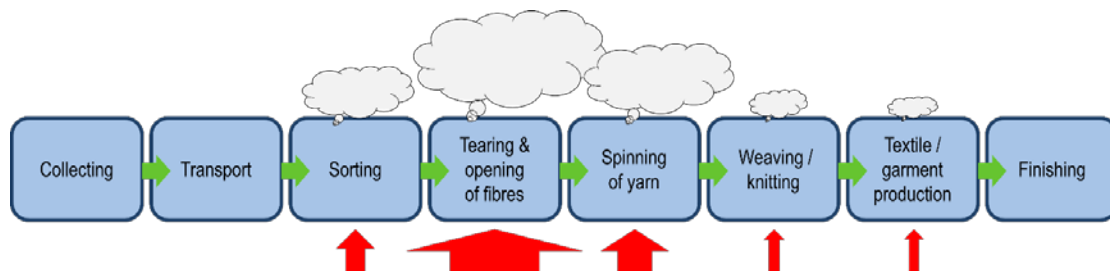 Collecting
Transport
Sorting
Tearing &
opening
of fibres
Spinning
of yarn
Weaving /
knitting
Textile /
garment
production
Finishing